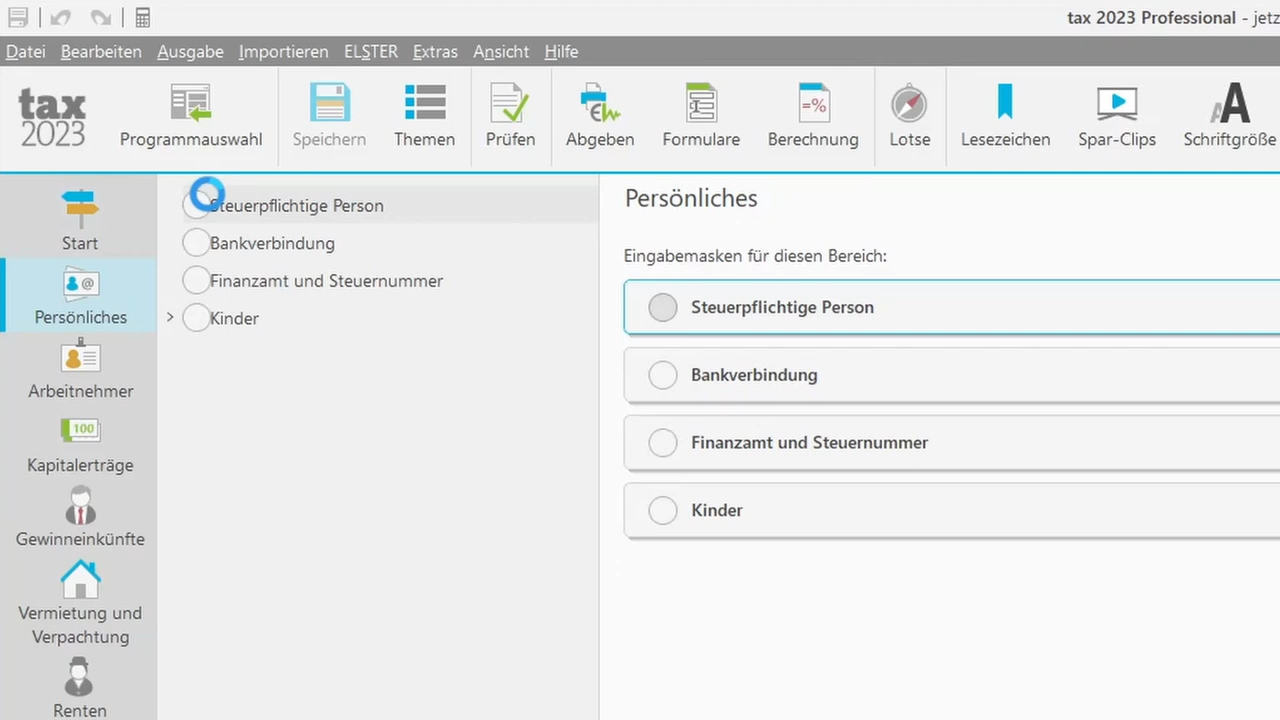 tax 2023 Professional - jetz
Datei Bearbeiten Ausgabe Importieren ELSTER Extras Ansicht Hilfe
tax
2023
Programmauswahl Speichern Themen Prüfen Abgeben Formulare Berechnung Lotse Lesezeichen Spar-Clips Schriftgröße
Start
Persönliches
Arbeitnehmer
100
Kapitalerträge
Gewinneinkünfte
Vermietung und
Verpachtung
Renten
Steuerpflichtige Person
Bankverbindung
Finanzamt und Steuernummer
Kinder
Persönliches
Eingabemasken für diesen Bereich:
Steuerpflichtige Person
Bankverbindung
Finanzamt und Steuernummer
Kinder